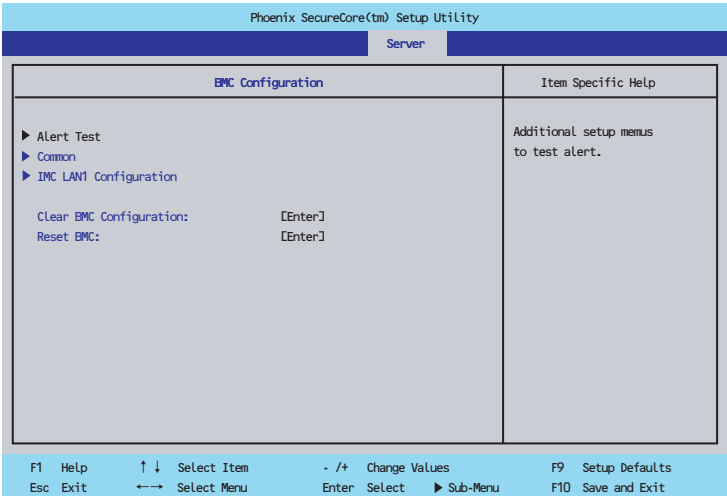 Phoenix SecureCore(tm) Setup Utility
Server
BMC Configuration
Item Specific Help
▶ Alert Test
▶ Common
▶ IMC LAN1 Configuration
Clear BMC Configuration: [Enter]
Reset BMC: [Enter]
Additional setup memus
to test alert.
F1 Help ↑↓ Select Item - /+ Change Values F9 Setup Defaults
Esc Exit ←→ Select Menu Enter Select ▶ Sub-Menu F10 Save and Exit